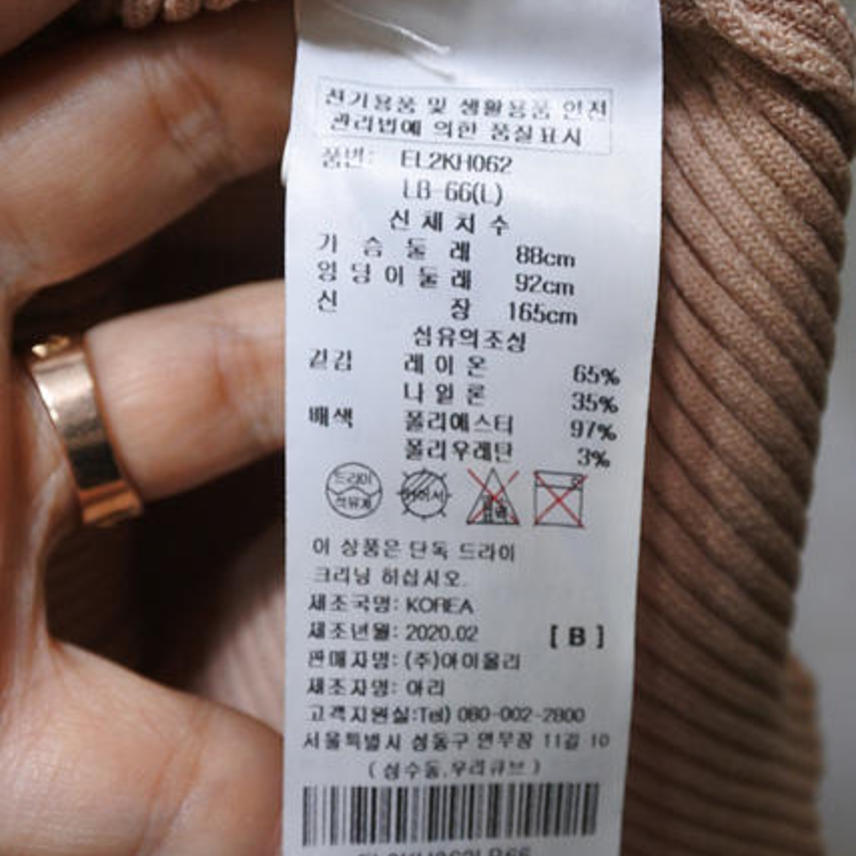 전기용품 및 생활용품 안전
관리법에 의한 품질표시
품번: EL2KH062
LB-66(L)
신체치수
가슴둘레 88cm
엉덩이둘레 92cm
신장 165cm
섬유의조성
겉감 레이온 65%
나일론 35%
배색 폴리에스터 97%
폴리우레탄 3%
드라이
석유계
이 상품은 단독 드라이
크리닝 하십시오.
제조국명: KOREA
제조년월: 2020.02 [ B ]
판매자명: (주)아이올리
제조자명: 아리
고객지원실:Tel) 080-002-2800
서울특별시 성동구 연무장 11길 10
(성수동,우리큐브)